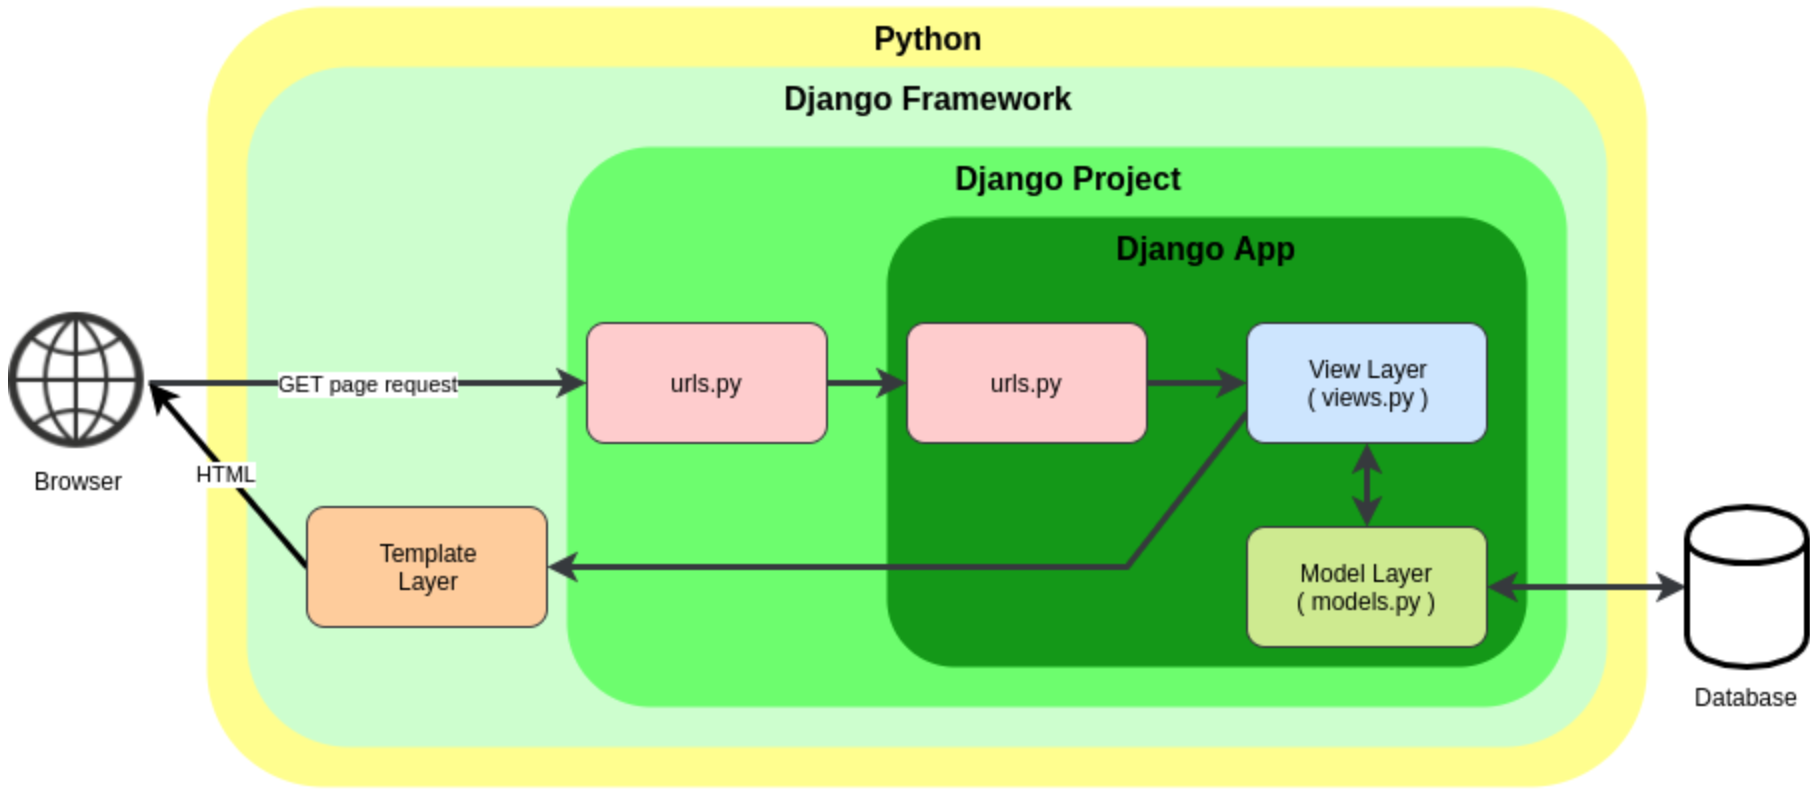 Python
Django Framework
Django Project
Django App
GET page request
urls.py
urls.py
View Layer
( views.py )
Browser
HTML
Template
Layer
Model Layer
( models.py )
Database